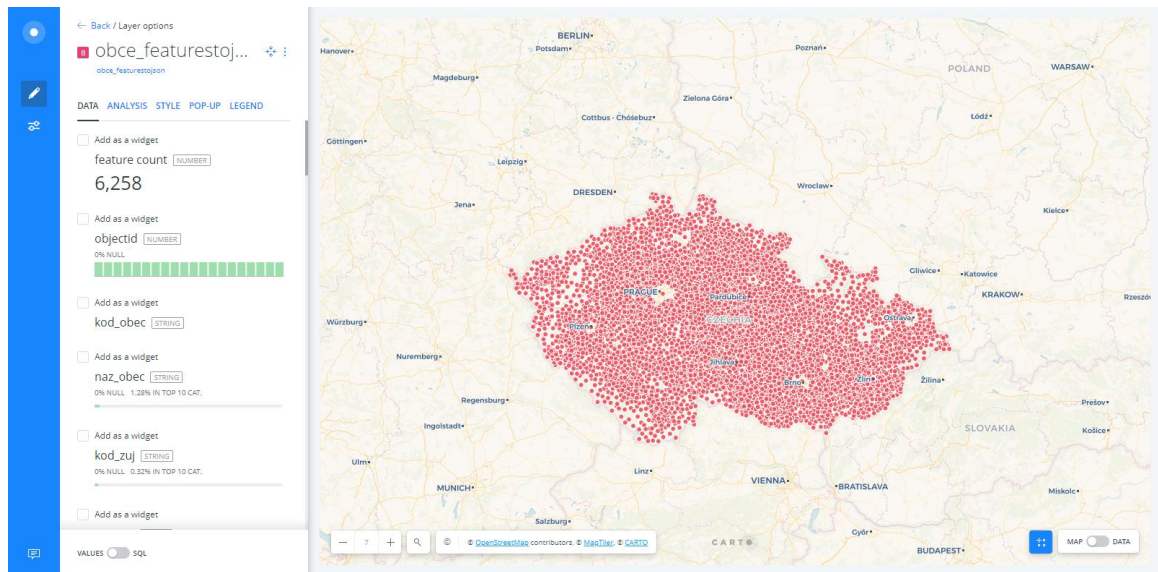 Back / Layer options
B obce_featurestoj...
obce_featurestojson
DATA ANALYSIS STYLE POP-UP LEGEND
Add as a widget
feature count NUMBER
6,258
Add as a widget
objectid NUMBER
0% NULL
Add as a widget
kod_obec STRING
Add as a widget
naz_obec STRING
0% NULL 1.28% IN TOP 10 CAT.
Add as a widget
kod_zuj STRING
0% NULL 0.32% IN TOP 10 CAT.
Add as a widget
VALUES SQL
BERLIN
Hanover
Potsdam
Poznań
POLAND
WARSAW
Magdeburg
Zielona Góra
Cottbus - Chóśebuz
Łódź
Göttingen
Leipzig
DRESDEN
Wroclaw
Jena
Kielce
Gliwice
Katowice
PRAGUE
Pardubice
KRAKOW
Rzeszów
Würzburg
Plzeň
CZECHIA
Ostrava
Nuremberg
Jihlava
Brno
Zlín
Žilina
Regensburg
Prešov
Ingolstadt
SLOVAKIA
Košice
Ulm
Linz
MUNICH
VIENNA
BRATISLAVA
Miskolc
Salzburg
Győr
BUDAPEST
7
© © OpenStreetMap contributors, © MapTiler, © CARTO
CARTO
MAP DATA